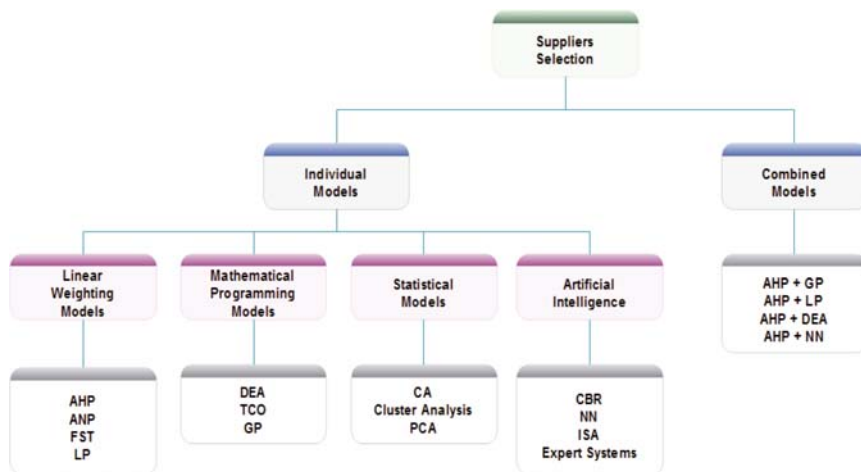 Suppliers
Selection
Individual
Models
Combined
Models
Linear
Weighting
Models
Mathematical
Programming
Models
Statistical
Models
Artificial
Intelligence
AHP + GP
AHP + LP
AHP + DEA
AHP + NN
AHP
ANP
FST
LP
DEA
TCO
GP
CA
Cluster Analysis
PCA
CBR
NN
ISA
Expert Systems